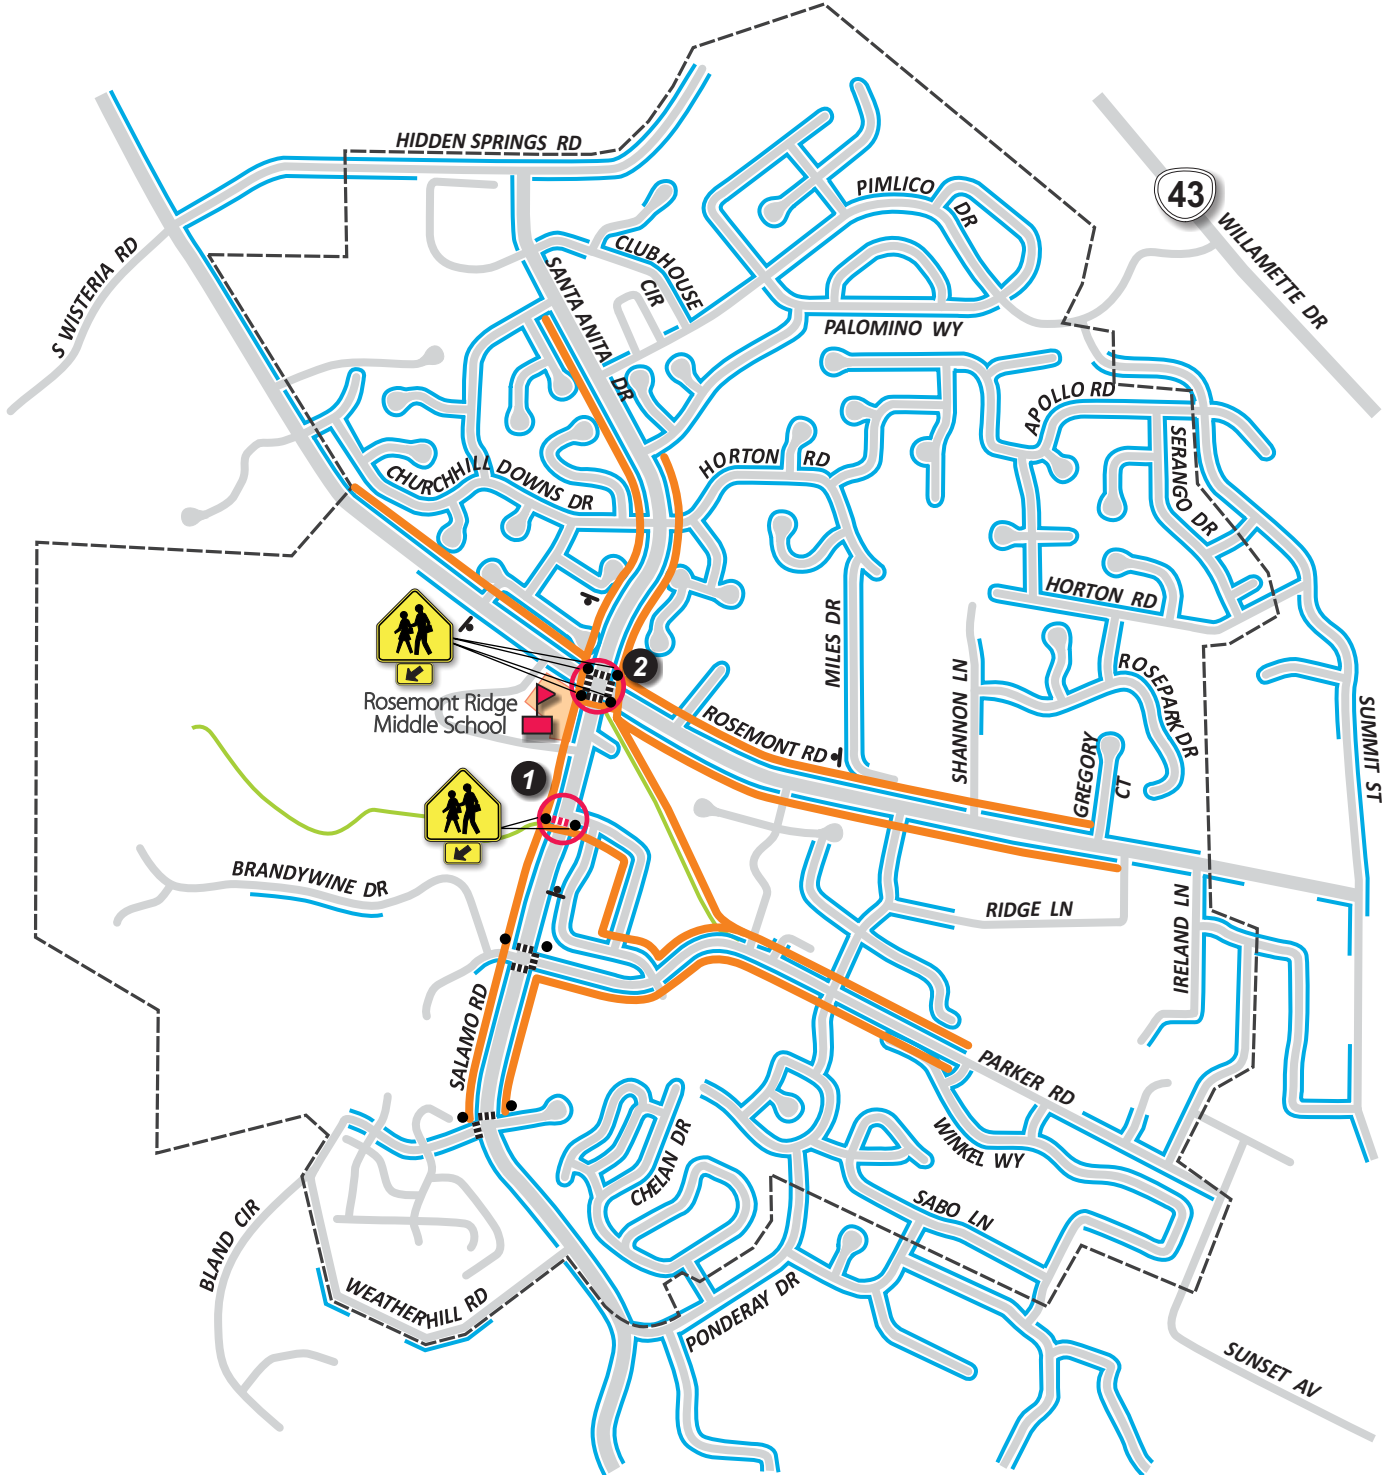 HIDDEN SPRINGS RD
43
WILLAMETTE DR
S WISTERIA RD
PIMLICO
DR
CLUBHOUSE
CIR
SANTA ANITA
DR
PALOMINO WY
APOLLO RD
SERANGO DR
HORTON RD
CHURCHHILL DOWNS DR
HORTON RD
MILES DR
SHANNON LN
ROSEPARK DR
2
Rosemont Ridge
Middle School
ROSEMONT RD
GREGORY
CT
SUMMIT ST
1
BRANDYWINE DR
RIDGE LN
IRELAND LN
SALAMO RD
PARKER RD
WINKEL WY
CHELAN DR
SABO LN
BLAND CIR
WEATHERHILL RD
PONDERAY DR
SUNSET AV